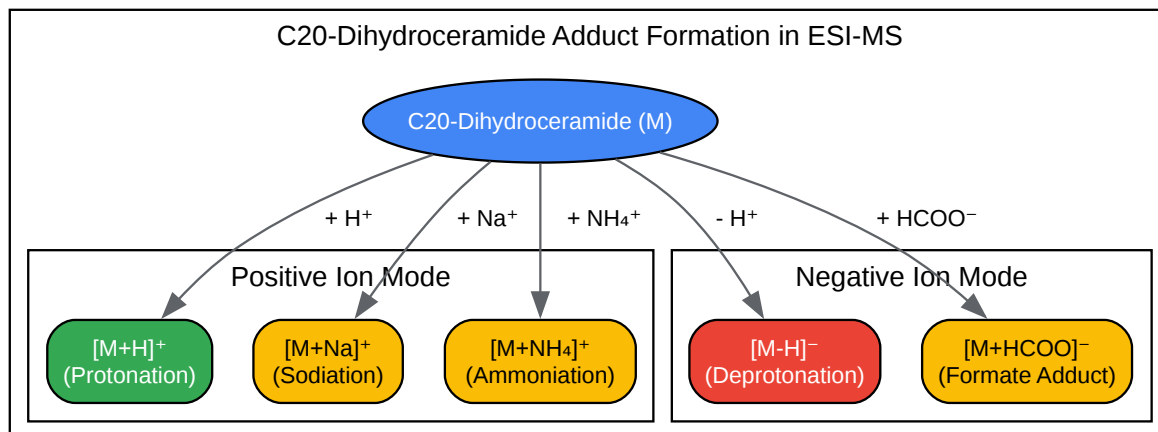 C20-Dihydroceramide Adduct Formation in ESI-MS
C20-Dihydroceramide (M)
+ H⁺
+ Na⁺
+ NH₄⁺
- H⁺
+ HCOO⁻
Positive Ion Mode
Negative Ion Mode
[M+H]⁺
(Protonation)
[M+Na]⁺
(Sodiation)
[M+NH₄]⁺
(Ammoniation)
[M-H]⁻
(Deprotonation)
[M+HCOO]⁻
(Formate Adduct)